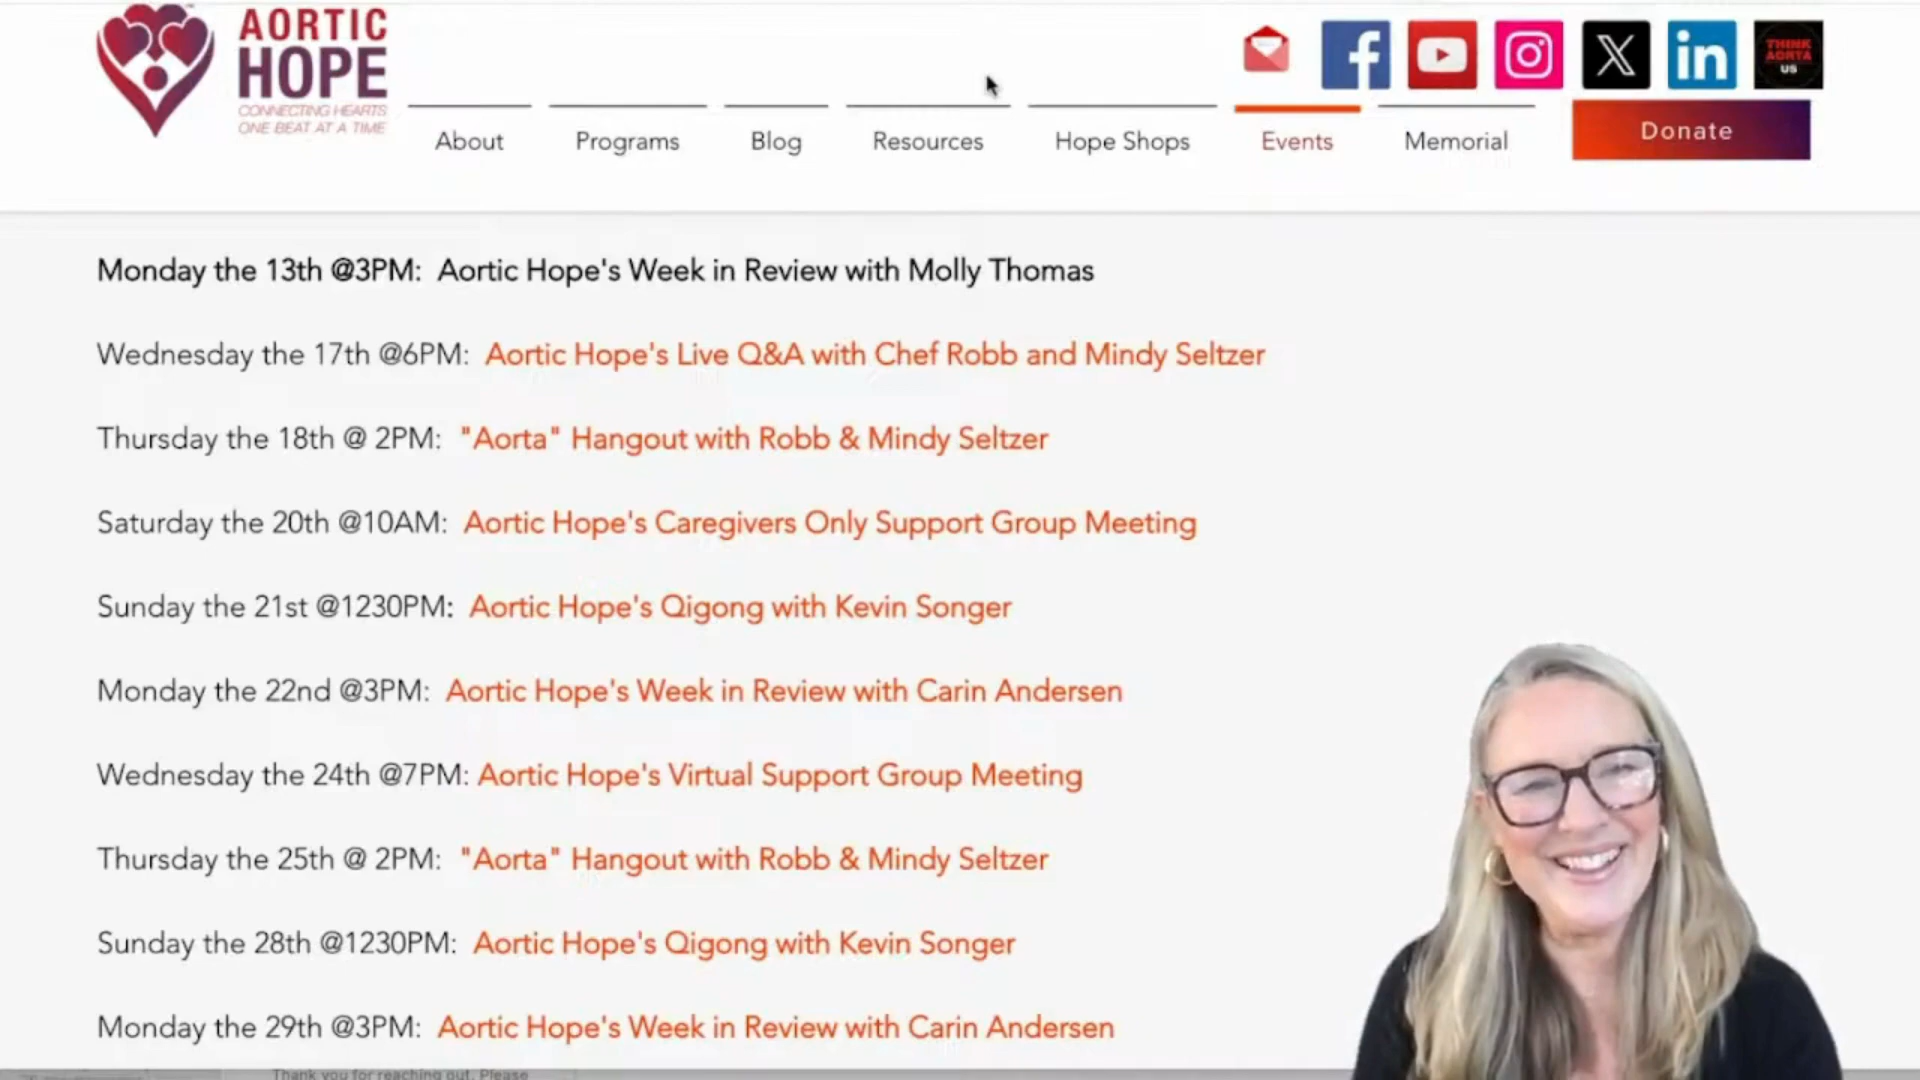 AORTIC
HOPE
CONNECTING HEARTS
ONE BEAT AT A TIME
THINK
AORTA
US
About
Programs
Blog
Resources
Hope Shops
Events
Memorial
Donate
Monday the 13th @3PM: Aortic Hope's Week in Review with Molly Thomas
Wednesday the 17th @6PM: Aortic Hope's Live Q&A with Chef Robb and Mindy Seltzer
Thursday the 18th @ 2PM: "Aorta" Hangout with Robb & Mindy Seltzer
Saturday the 20th @10AM: Aortic Hope's Caregivers Only Support Group Meeting
Sunday the 21st @1230PM: Aortic Hope's Qigong with Kevin Songer
Monday the 22nd @3PM: Aortic Hope's Week in Review with Carin Andersen
Wednesday the 24th @7PM: Aortic Hope's Virtual Support Group Meeting
Thursday the 25th @ 2PM: "Aorta" Hangout with Robb & Mindy Seltzer
Sunday the 28th @1230PM: Aortic Hope's Qigong with Kevin Songer
Monday the 29th @3PM: Aortic Hope's Week in Review with Carin Andersen
Thank you for reaching out. Please